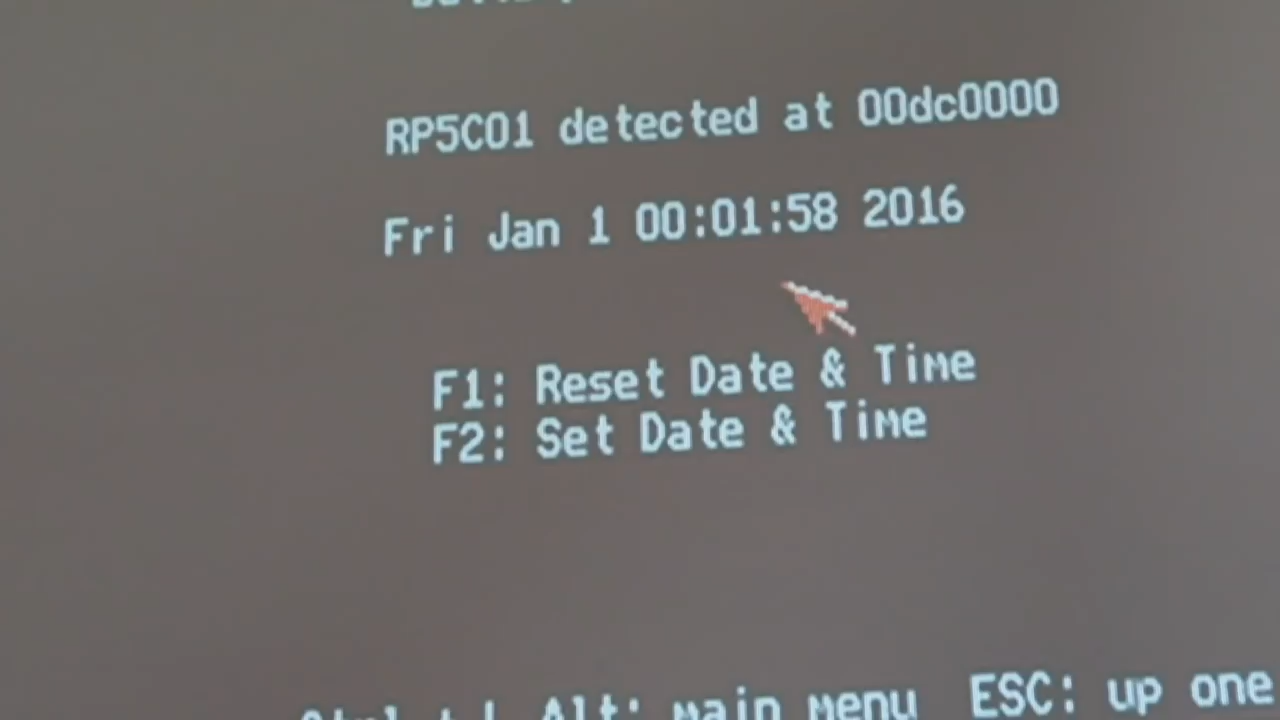 RP5C01 detected at 00dc0000
Fri Jan 1 00:01:58 2016
F1: Reset Date & Time
F2: Set Date & Time
Alt: main menu ESC: up one